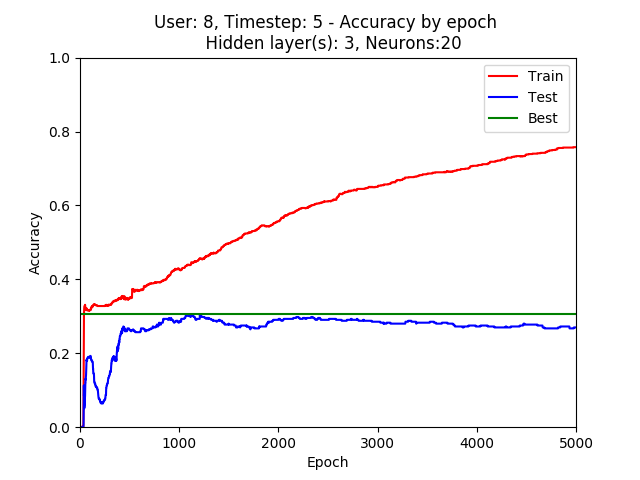 User: 8, Timestep: 5 - Accuracy by epoch
Hidden layer(s): 3, Neurons:20
1.0
0.8
0.6
0.4
0.2
0.0
Accuracy
Train
Test
Best
0 1000 2000 3000 4000 5000
Epoch